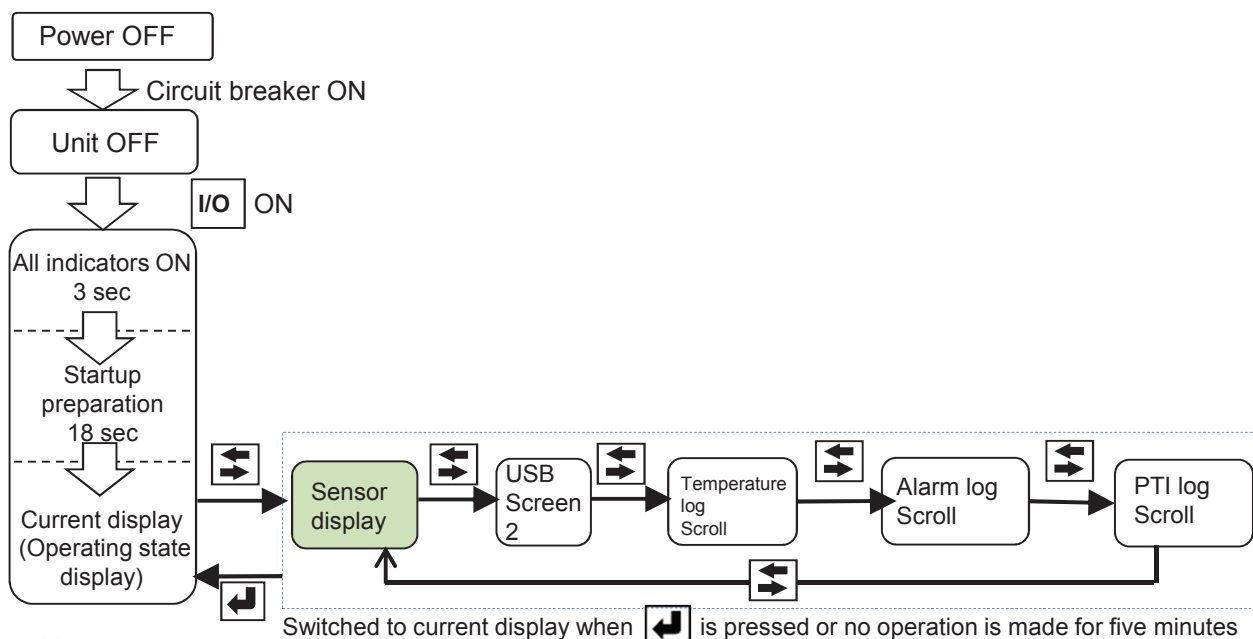 Power OFF
Circuit breaker ON
Unit OFF
I/O ON
All indicators ON
3 sec
Startup
preparation
18 sec
Current display
(Operating state
display)
Sensor
display
USB
Screen
2
Temperature
log
Scroll
Alarm log
Scroll
PTI log
Scroll
Switched to current display when is pressed or no operation is made for five minutes